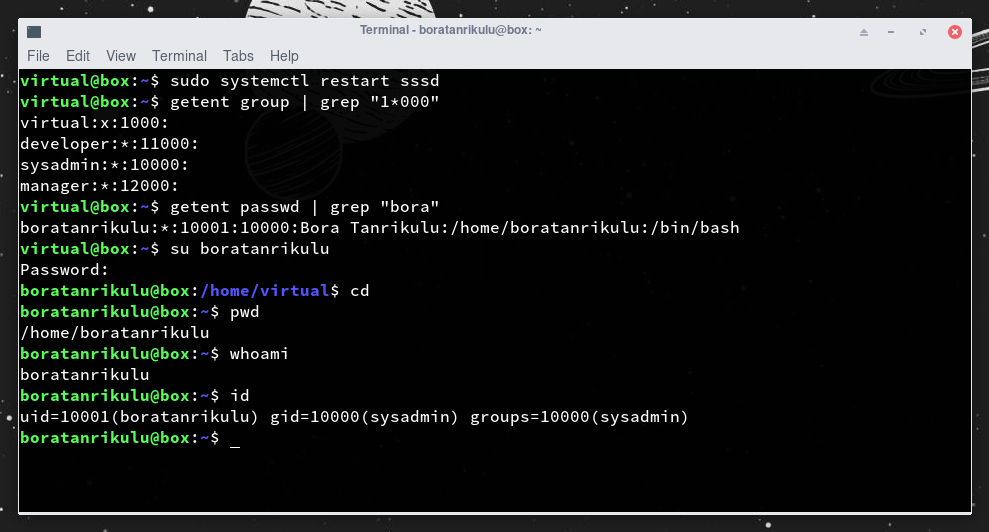 Terminal - boratanrikulu@box: ~
File Edit View Terminal Tabs Help
virtual@box:~$ sudo systemctl restart sssd
virtual@box:~$ getent group | grep "1*000"
virtual:x:1000:
developer:*:11000:
sysadmin:*:10000:
manager:*:12000:
virtual@box:~$ getent passwd | grep "bora"
boratanrikulu:*:10001:10000:Bora Tanrikulu:/home/boratanrikulu:/bin/bash
virtual@box:~$ su boratanrikulu
Password:
boratanrikulu@box:/home/virtual$ cd
boratanrikulu@box:~$ pwd
/home/boratanrikulu
boratanrikulu@box:~$ whoami
boratanrikulu
boratanrikulu@box:~$ id
uid=10001(boratanrikulu) gid=10000(sysadmin) groups=10000(sysadmin)
boratanrikulu@box:~$ _